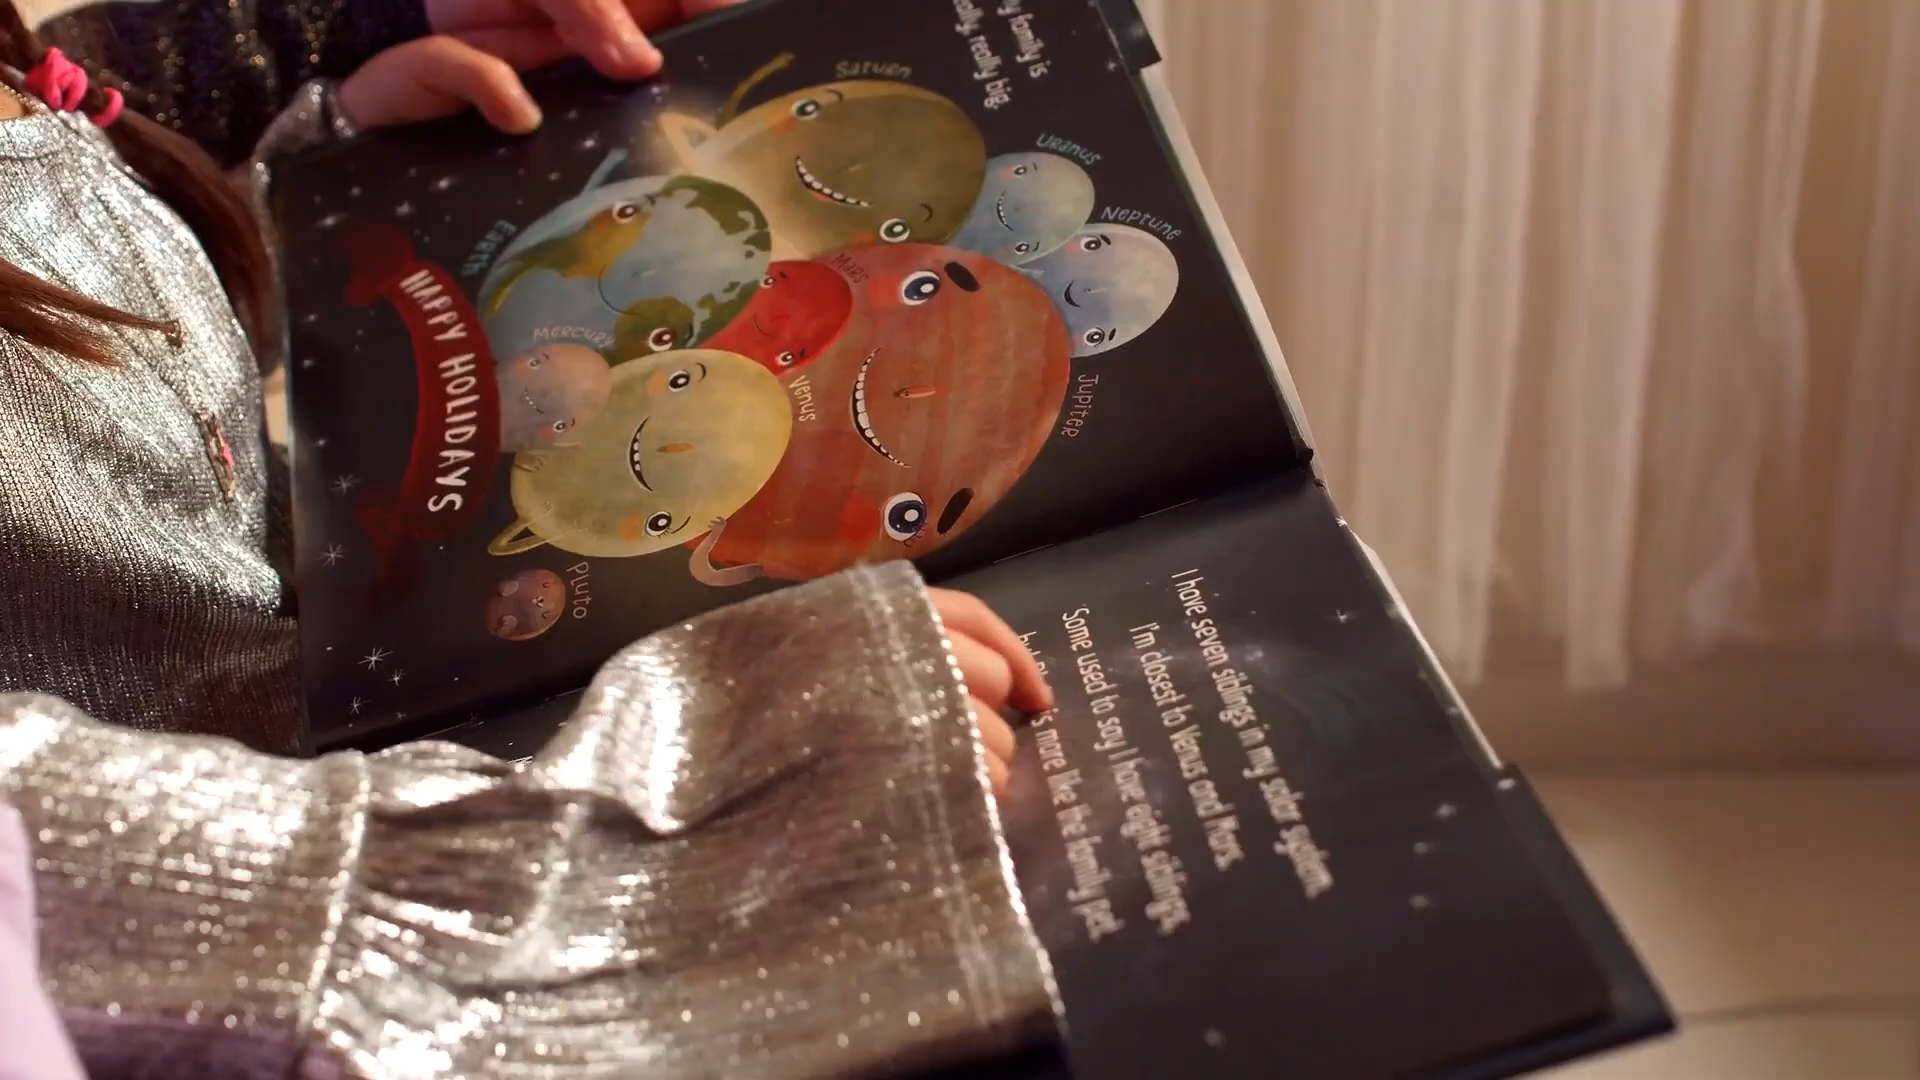 y family is
eally, really big.
Saturn
Uranus
Neptune
Earth
Mars
Mercury
Venus
Jupiter
HAPPY HOLIDAYS
Pluto
I have seven siblings in my solar system.
I'm closest to Venus and Mars.
Some used to say I have eight siblings,
is more like the family pet.